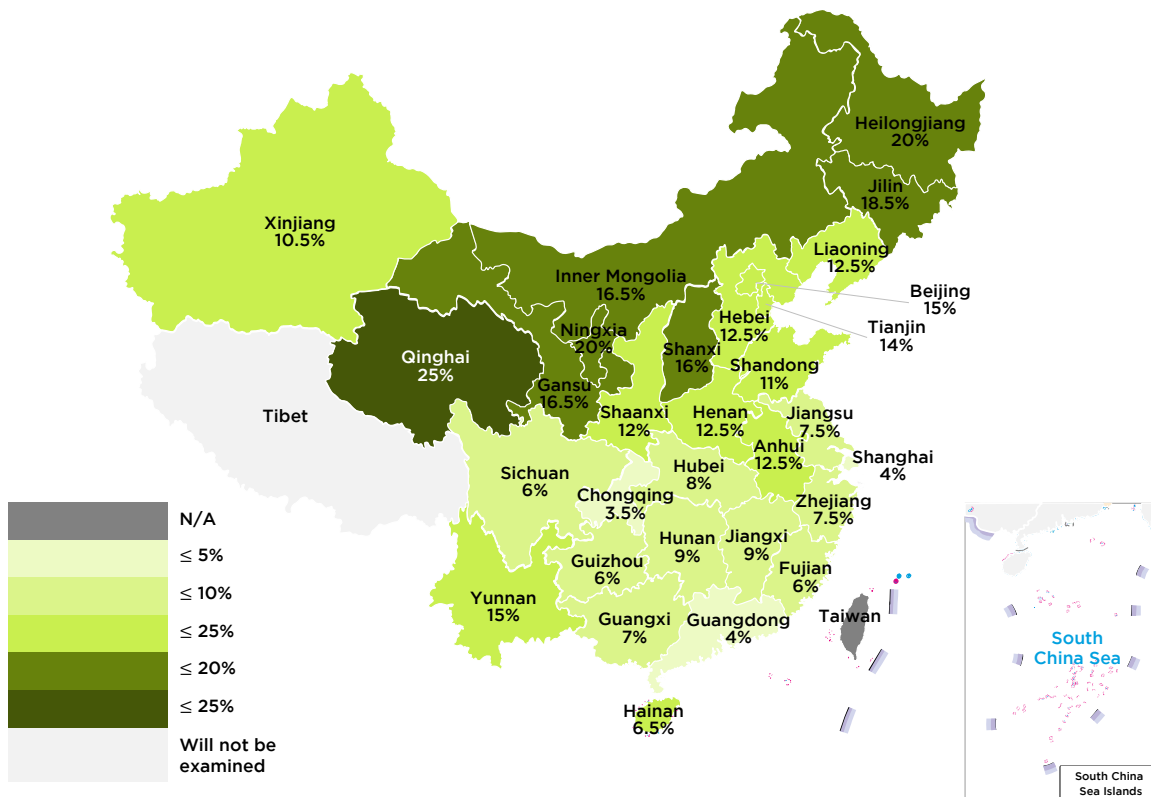 Heilongjiang
20%
Jilin
18.5%
Xinjiang
10.5%
Liaoning
12.5%
Inner Mongolia
16.5%
Beijing
15%
Hebei
12.5%
Tianjin
14%
Ningxia
20%
Shanxi
16%
Qinghai
25%
Shandong
11%
Gansu
16.5%
Tibet
Shaanxi
12%
Henan
12.5%
Jiangsu
7.5%
Anhui
12.5%
Shanghai
4%
Sichuan
6%
Hubei
8%
Chongqing
3.5%
Zhejiang
7.5%
Hunan
9%
Jiangxi
9%
Guizhou
6%
Fujian
6%
Yunnan
15%
Guangxi
7%
Guangdong
4%
Taiwan
Hainan
6.5%
N/A
≤ 5%
≤ 10%
≤ 25%
≤ 20%
≤ 25%
Will not be
examined
South
China Sea
South China
Sea Islands